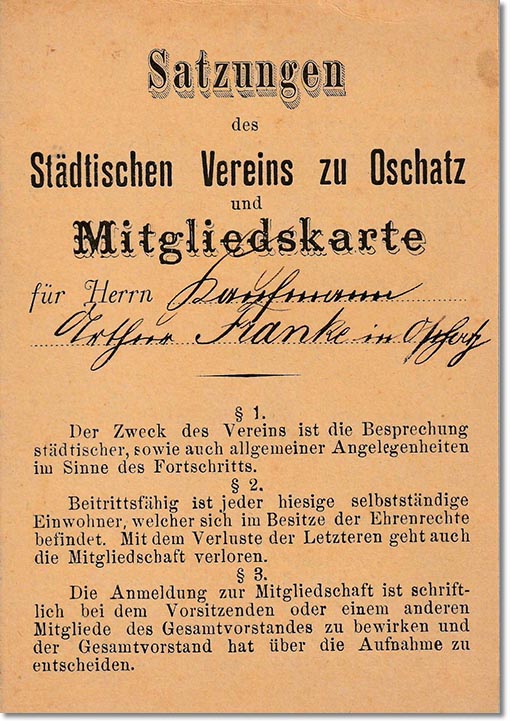 Satzungen
des
Städtischen Vereins zu Oschatz
und
Mitgliedskarte
für Herrn Kaufmann
Arthur Hanke in Oschatz
§ 1.
Der Zweck des Vereins ist die Besprechung
städtischer, sowie auch allgemeiner Angelegenheiten
im Sinne des Fortschritts.
§ 2.
Beitrittsfähig ist jeder hiesige selbstständige
Einwohner, welcher sich im Besitze der Ehrenrechte
befindet. Mit dem Verluste der Letzteren geht auch
die Mitgliedschaft verloren.
§ 3.
Die Anmeldung zur Mitgliedschaft ist schrift-
lich bei dem Vorsitzenden oder einem anderen
Mitgliede des Gesamtvorstandes zu bewirken und
der Gesamtvorstand hat über die Aufnahme zu
entscheiden.